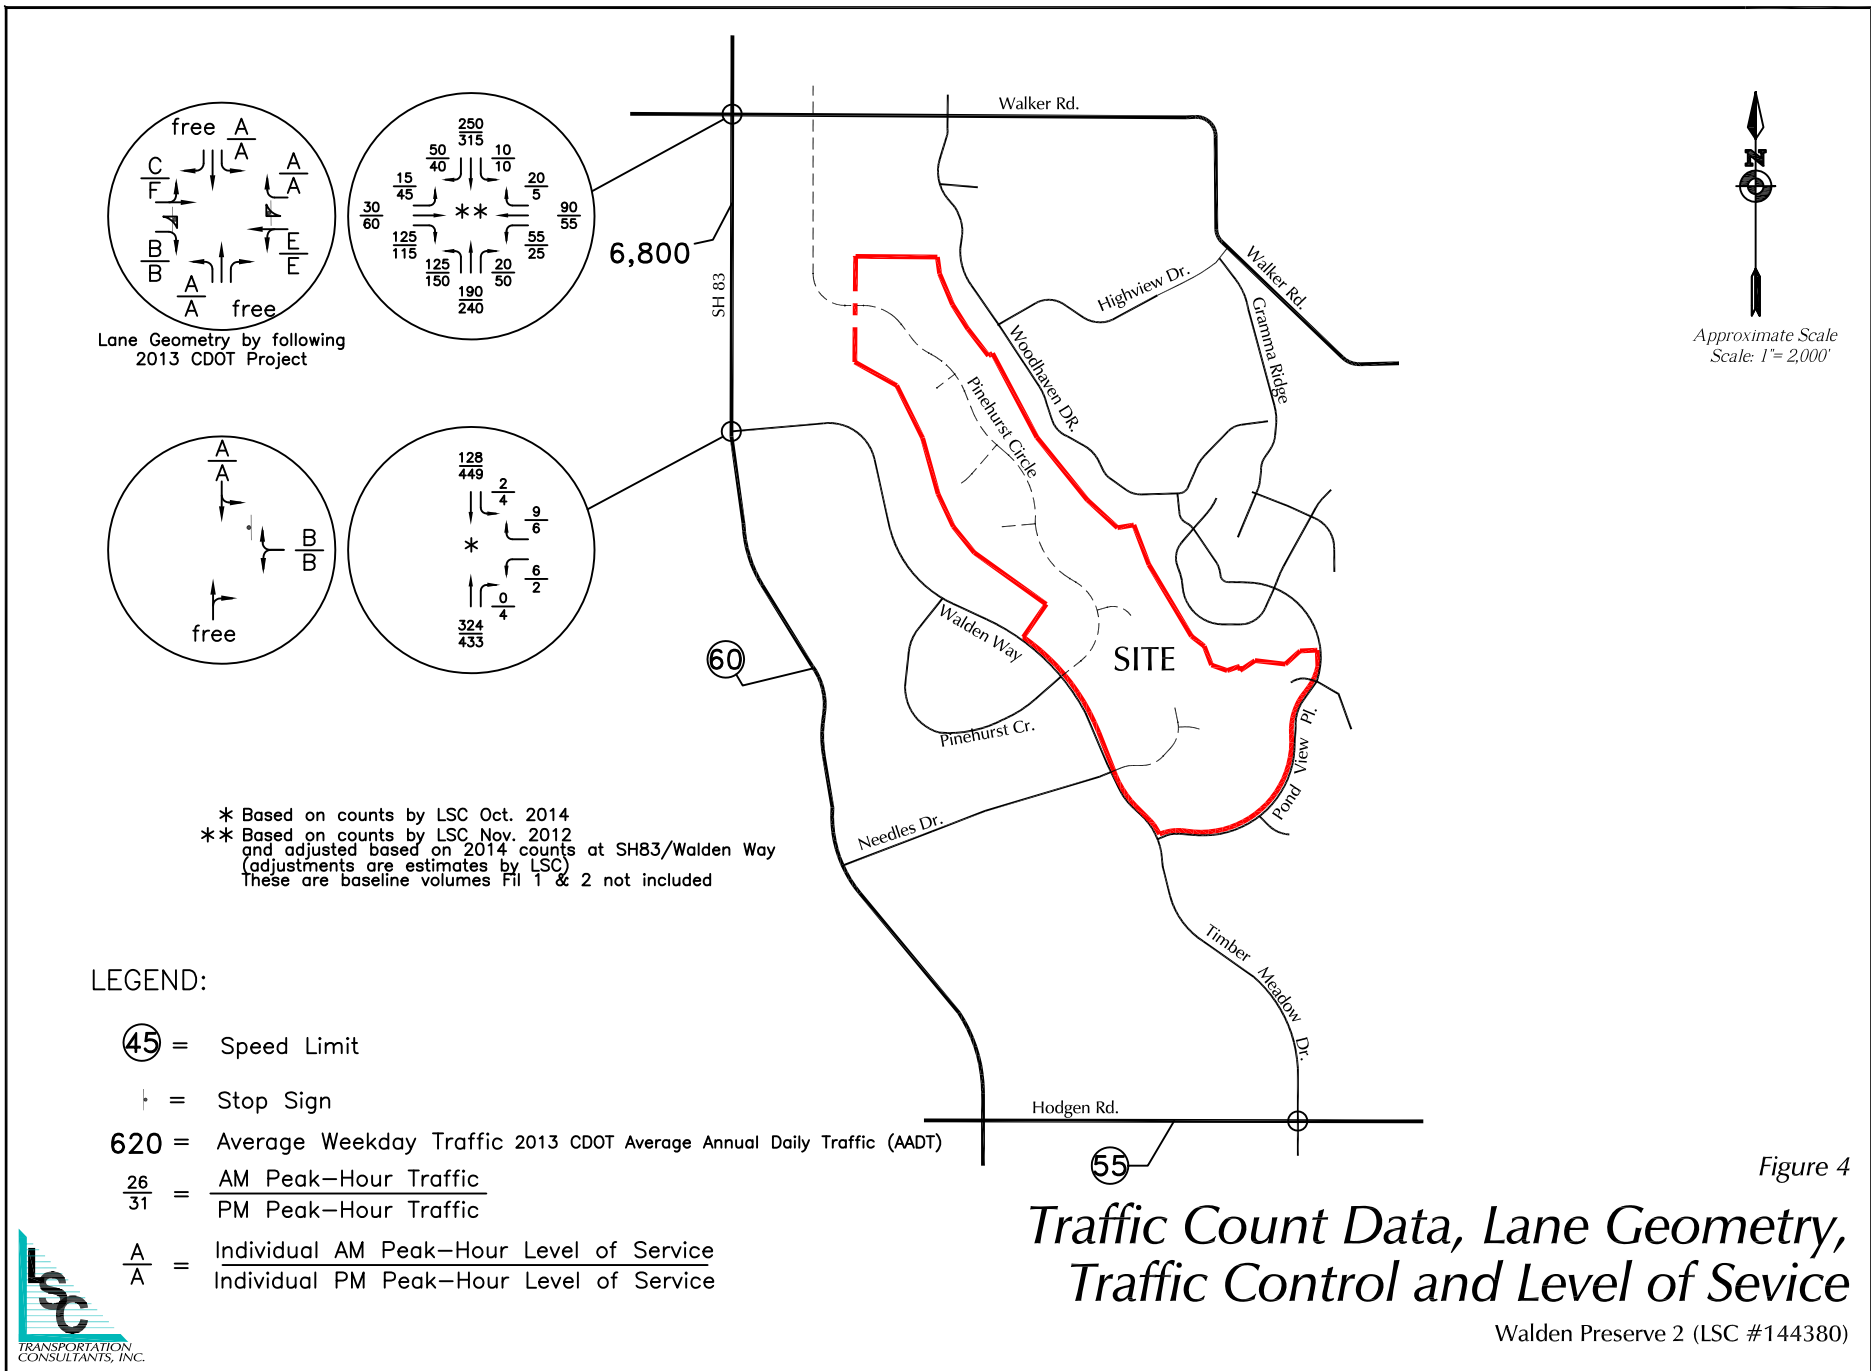 free
A
A
C
F
A
A
B
B
E
E
A
A
free
Lane Geometry by following
2013 CDOT Project
250
315
50
40
10
10
15
45
20
5
30
60
**
90
55
125
115
55
25
125
150
20
50
190
240
6,800
SH 83
Walker Rd.
Walker Rd.
Highview Dr.
Gramma Ridge
Woodhaven DR.
Pinehurst Circle
N
Approximate Scale
Scale: 1"= 2,000'
A
A
B
B
free
128
449
2
4
9
6
*
6
2
0
4
324
433
60
Walden Way
SITE
Pinehurst Cr.
Pond View Pl.
Needles Dr.
Timber Meadow Dr.
Hodgen Rd.
55
* Based on counts by LSC Oct. 2014
** Based on counts by LSC Nov. 2012
and adjusted based on 2014 counts at SH83/Walden Way
(adjustments are estimates by LSC)
These are baseline volumes Fil 1 & 2 not included
LEGEND:
45 = Speed Limit
= Stop Sign
620 = Average Weekday Traffic 2013 CDOT Average Annual Daily Traffic (AADT)
26
31
= AM Peak-Hour Traffic
PM Peak-Hour Traffic
A
A
= Individual AM Peak-Hour Level of Service
Individual PM Peak-Hour Level of Service
LSC
TRANSPORTATION
CONSULTANTS, INC.
Figure 4
Traffic Count Data, Lane Geometry,
Traffic Control and Level of Sevice
Walden Preserve 2 (LSC #144380)